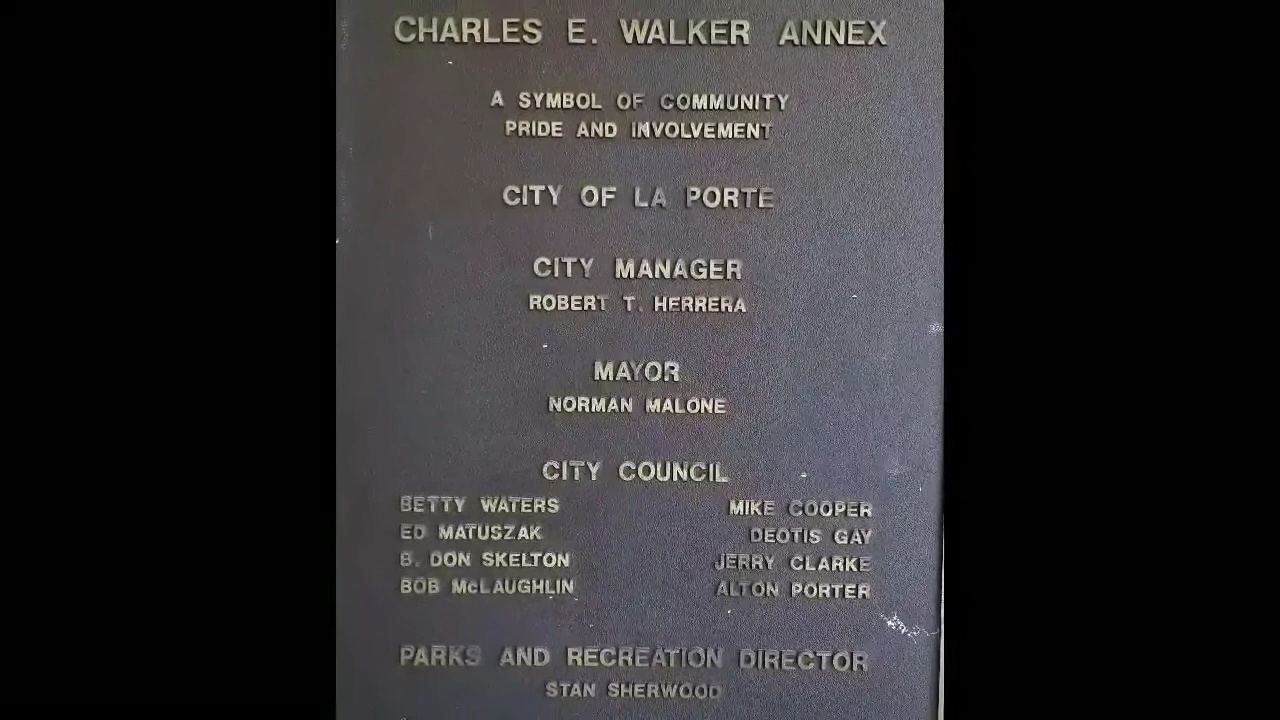 CHARLES E. WALKER ANNEX
A SYMBOL OF COMMUNITY
PRIDE AND INVOLVEMENT
CITY OF LA PORTE
CITY MANAGER
ROBERT T. HERRERA
MAYOR
NORMAN MALONE
CITY COUNCIL
BETTY WATERS MIKE COOPER
ED MATUSZAK DEOTIS GAY
B. DON SKELTON JERRY CLARKE
BOB McLAUGHLIN ALTON PORTER
PARKS AND RECREATION DIRECTOR
STAN SHERWOOD